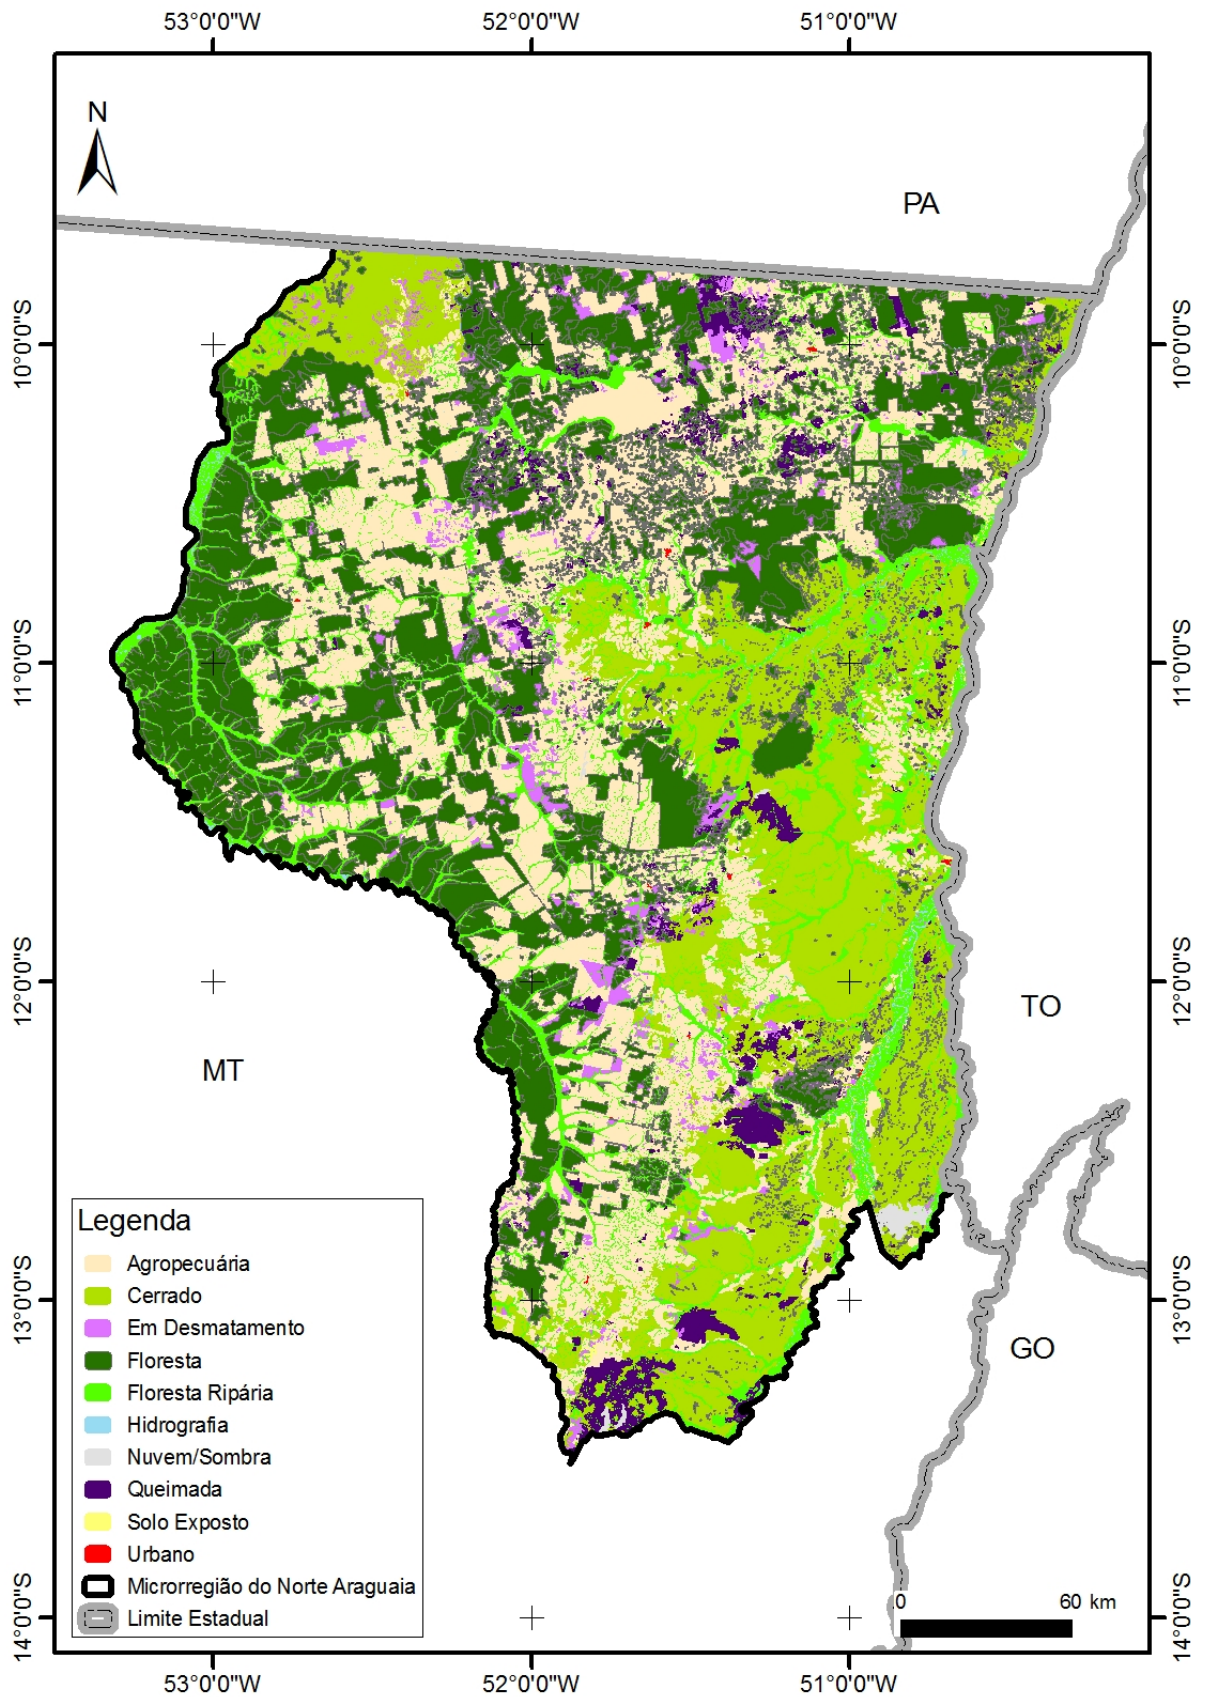 53°0'0"W 52°0'0"W 51°0'0"W
N
PA
10°0'0"S 10°0'0"S
11°0'0"S 11°0'0"S
12°0'0"S 12°0'0"S
TO
MT
13°0'0"S 13°0'0"S
GO
14°0'0"S 14°0'0"S
Legenda
Agropecuária
Cerrado
Em Desmatamento
Floresta
Floresta Ripária
Hidrografia
Nuvem/Sombra
Queimada
Solo Exposto
Urbano
Microrregião do Norte Araguaia
Limite Estadual
0 60 km
53°0'0"W 52°0'0"W 51°0'0"W